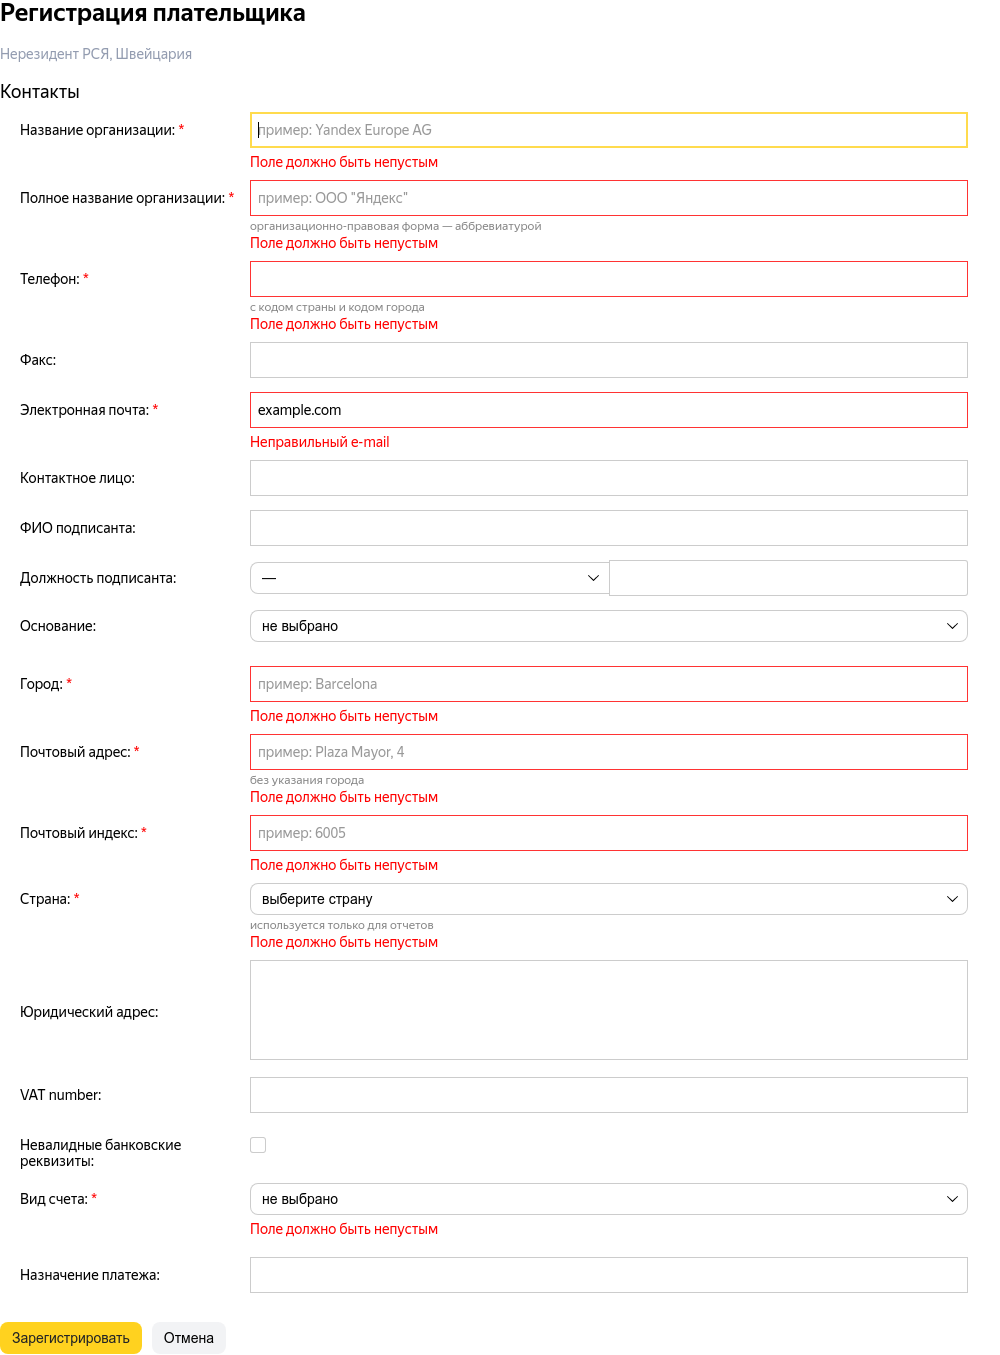 Регистрация плательщика
Нерезидент РСЯ, Швейцария
Контакты
Название организации: *
пример: Yandex Europe AG
Поле должно быть непустым
Полное название организации: *
пример: ООО "Яндекс"
организационно-правовая форма — аббревиатурой
Поле должно быть непустым
Телефон: *
с кодом страны и кодом города
Поле должно быть непустым
Факс:
Электронная почта: *
example.com
Неправильный e-mail
Контактное лицо:
ФИО подписанта:
Должность подписанта:
—
Основание:
не выбрано
Город: *
пример: Barcelona
Поле должно быть непустым
Почтовый адрес: *
пример: Plaza Mayor, 4
без указания города
Поле должно быть непустым
Почтовый индекс: *
пример: 6005
Поле должно быть непустым
Страна: *
выберите страну
используется только для отчетов
Поле должно быть непустым
Юридический адрес:
VAT number:
Невалидные банковские
реквизиты:
Вид счета: *
не выбрано
Поле должно быть непустым
Назначение платежа:
Зарегистрировать
Отмена